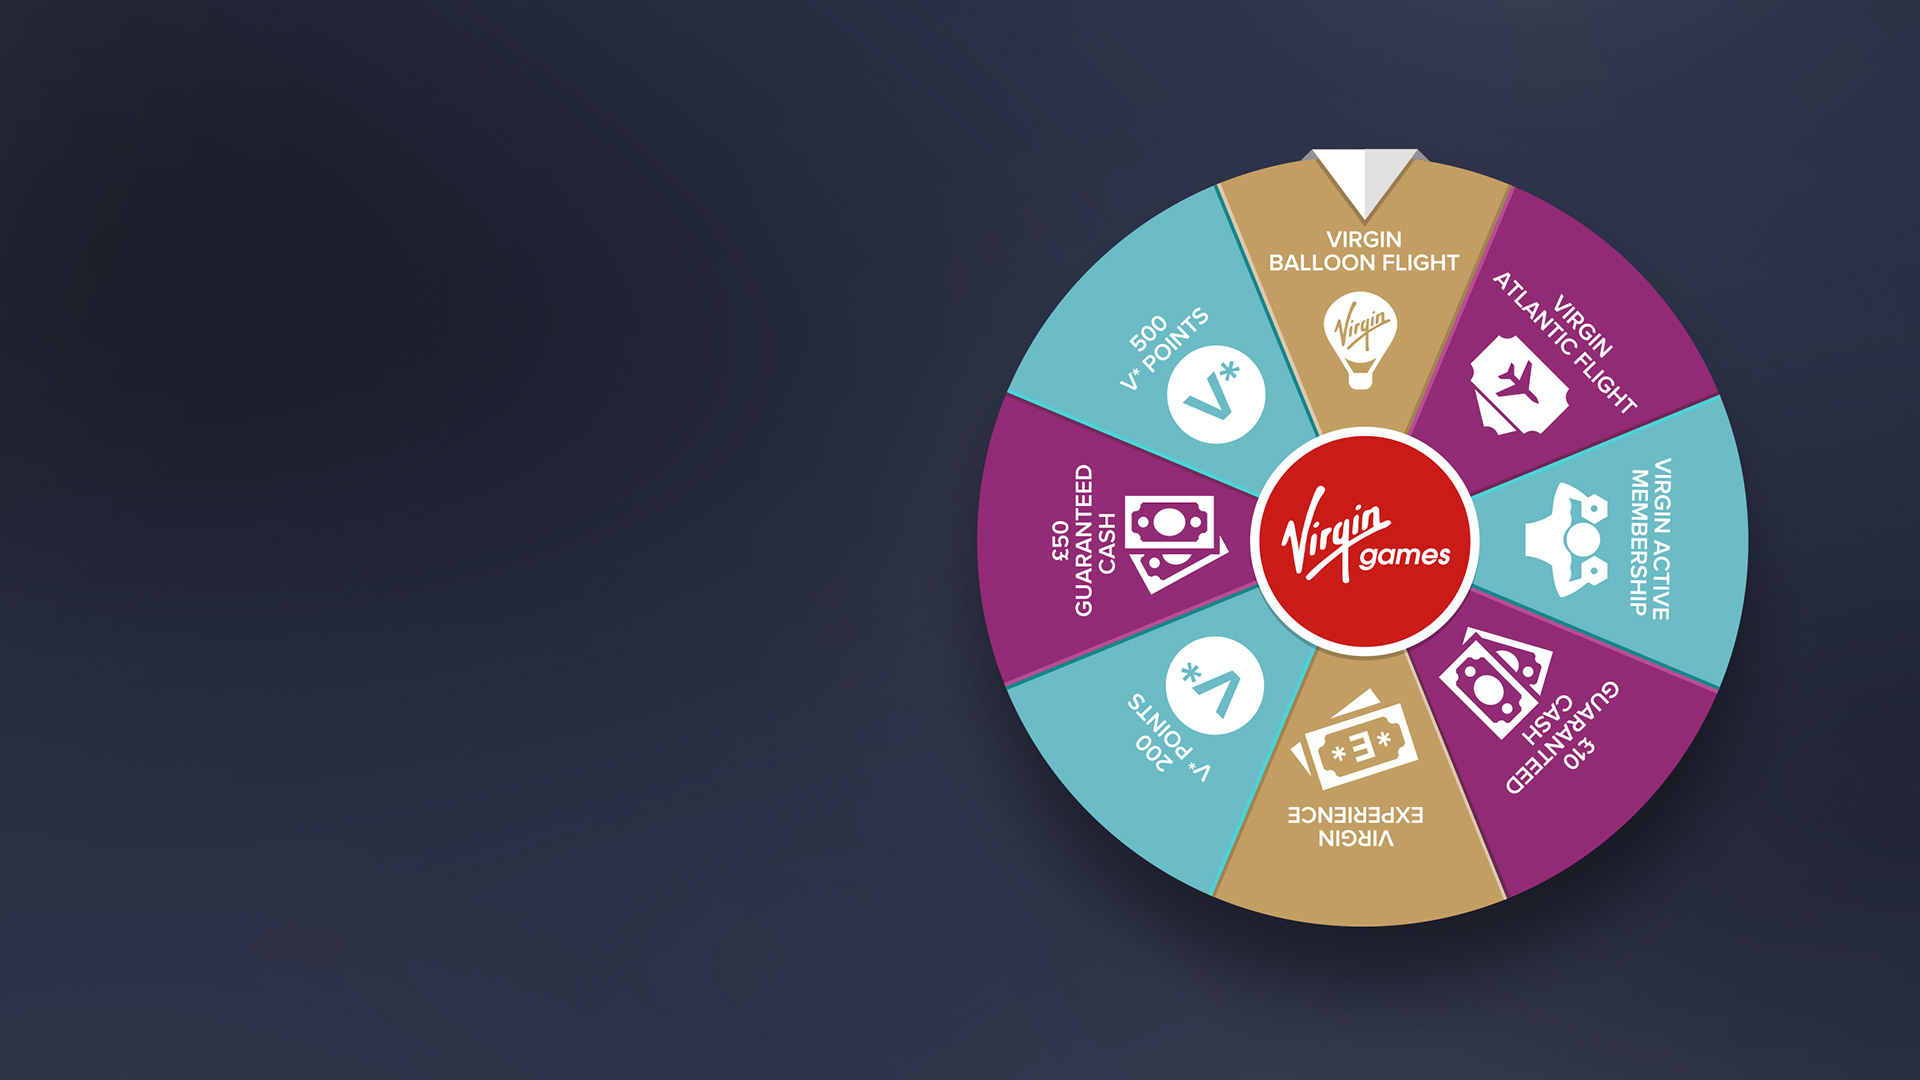 VIRGIN
BALLOON FLIGHT
Virgin
VIRGIN
ATLANTIC FLIGHT
VIRGIN ACTIVE
MEMBERSHIP
£10
GUARANTEED
CASH
VIRGIN
EXPERIENCE
*E*
200
V* POINTS
V*
£50
GUARANTEED
CASH
500
V* POINTS
V*
Virgin
games